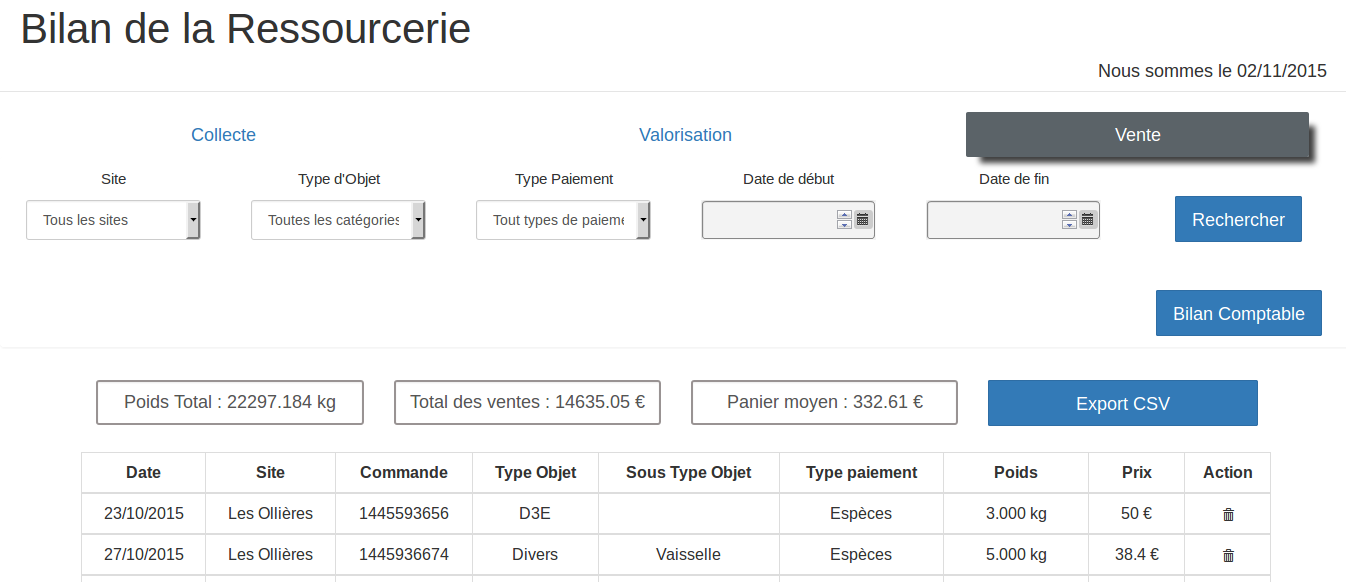 Bilan de la Ressourcerie
Nous sommes le 02/11/2015
Collecte Valorisation Vente
Site Type d'Objet Type Paiement Date de début Date de fin
Tous les sites Toutes les catégories Tout types de paieme Rechercher
Bilan Comptable
Poids Total : 22297.184 kg Total des ventes : 14635.05 € Panier moyen : 332.61 € Export CSV
Date Site Commande Type Objet Sous Type Objet Type paiement Poids Prix Action
23/10/2015 Les Ollières 1445593656 D3E Espèces 3.000 kg 50 €
27/10/2015 Les Ollières 1445936674 Divers Vaisselle Espèces 5.000 kg 38.4 €